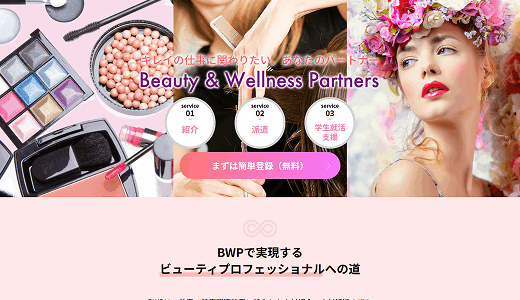 キレイの仕事に関わりたい、あなたのパートナー
Beauty & Wellness Partners
service
01
紹介
service
02
派遣
service
03
学生就活
支援
まずは簡単登録（無料）
BWPで実現する
ビューティプロフェッショナルへの道